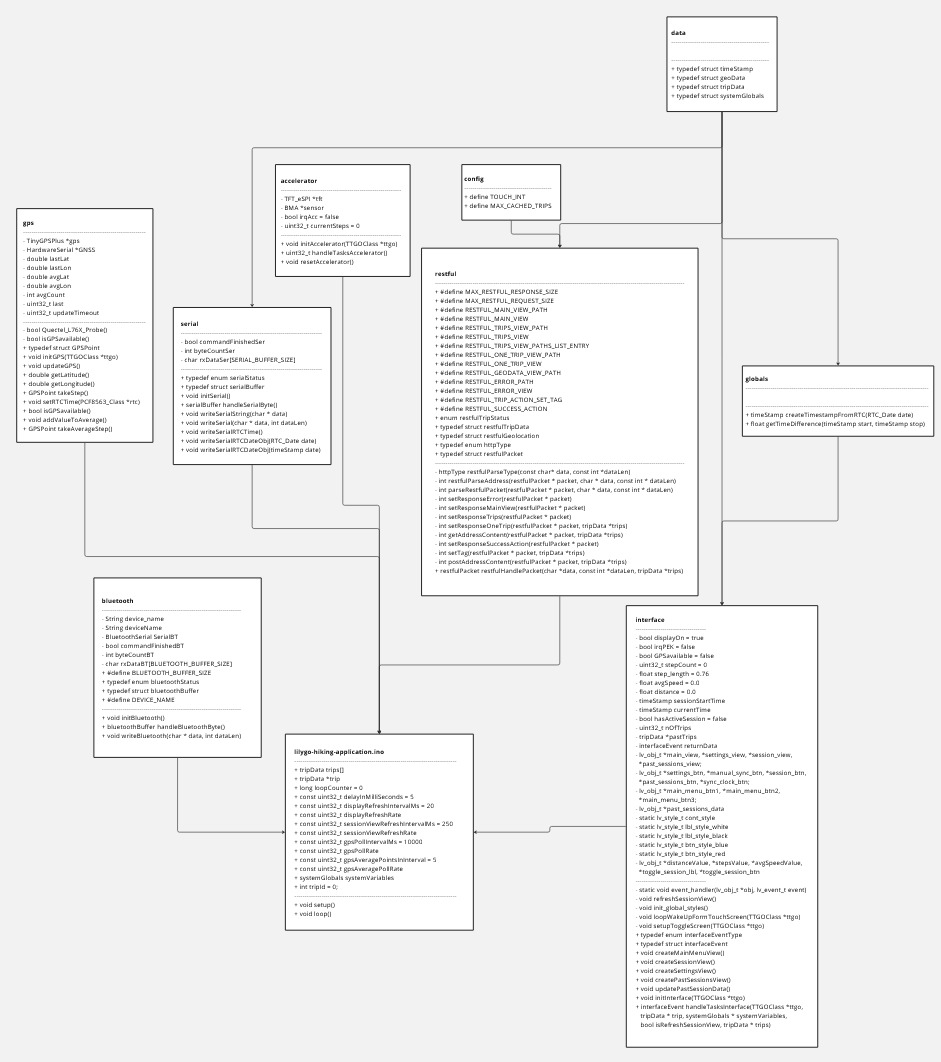 data
+ typedef struct timeStamp
+ typedef struct geoData
+ typedef struct tripData
+ typedef struct systemGlobals
accelerator
- TFT_eSPI *tft
- BMA *sensor
- bool irqAcc = false
- uint32_t currentSteps = 0
+ void initAccelerator(TTGOClass *ttgo)
+ uint32_t handleTasksAccelerator()
+ void resetAccelerator()
config
+ define TOUCH_INT
+ define MAX_CACHED_TRIPS
gps
- TinyGPSPlus *gps
- HardwareSerial *GNSS
- double lastLat
- double lastLon
- double avgLat
- double avgLon
- int avgCount
- uint32_t last
- uint32_t updateTimeout
- bool Quectel_L76X_Probe()
- bool isGPSavailable()
+ typedef struct GPSPoint
+ void initGPS(TTGOClass *ttgo)
+ void updateGPS()
+ double getLatitude()
+ double getLongitude()
+ GPSPoint takeStep()
+ void setRTCTime(PCF8563_Class *rtc)
+ bool isGPSavailable()
+ void addValueToAverage()
+ GPSPoint takeAverageStep()
serial
- bool commandFinishedSer
- int byteCountSer
- char rxDataSer[SERIAL_BUFFER_SIZE]
+ typedef enum serialStatus
+ typedef struct serialBuffer
+ void initSerial()
+ serialBuffer handleSerialByte()
+ void writeSerialString(char * data)
+ void writeSerial(char * data, int dataLen)
+ void writeSerialRTCTime()
+ void writeSerialRTCDateObj(RTC_Date date)
+ void writeSerialRTCDateObj(timeStamp date)
restful
+ #define MAX_RESTFUL_RESPONSE_SIZE
+ #define MAX_RESTFUL_REQUEST_SIZE
+ #define RESTFUL_MAIN_VIEW_PATH
+ #define RESTFUL_MAIN_VIEW
+ #define RESTFUL_TRIPS_VIEW_PATH
+ #define RESTFUL_TRIPS_VIEW
+ #define RESTFUL_TRIPS_VIEW_PATHS_LIST_ENTRY
+ #define RESTFUL_ONE_TRIP_VIEW_PATH
+ #define RESTFUL_ONE_TRIP_VIEW
+ #define RESTFUL_GEODATA_VIEW_PATH
+ #define RESTFUL_ERROR_PATH
+ #define RESTFUL_ERROR_VIEW
+ #define RESTFUL_TRIP_ACTION_SET_TAG
+ #define RESTFUL_SUCCESS_ACTION
+ enum restfulTripStatus
+ typedef struct restfulTripData
+ typedef struct restfulGeolocation
+ typedef enum httpType
+ typedef struct restfulPacket
- httpType restfulParseType(const char* data, const int *dataLen)
- int restfulParseAddress(restfulPacket * packet, char * data, const int * dataLen)
- int parseRestfulPacket(restfulPacket * packet, char * data, const int * dataLen)
- int setResponseError(restfulPacket * packet)
- int setResponseMainView(restfulPacket * packet)
- int setResponseTrips(restfulPacket * packet)
- int setResponseOneTrip(restfulPacket * packet, tripData *trips)
- int getAddressContent(restfulPacket * packet, tripData *trips)
- int setResponseSuccessAction(restfulPacket * packet)
- int setTag(restfulPacket * packet, tripData *trips)
- int postAddressContent(restfulPacket * packet, tripData *trips)
+ restfulPacket restfulHandlePacket(char *data, const int *dataLen, tripData *trips)
globals
+ timeStamp createTimestampFromRTC(RTC_Date date)
+ float getTimeDifference(timeStamp start, timeStamp stop)
bluetooth
- String device_name
- String deviceName
- BluetoothSerial SerialBT
- bool commandFinishedBT
- int byteCountBT
- char rxDataBT[BLUETOOTH_BUFFER_SIZE]
+ #define BLUETOOTH_BUFFER_SIZE
+ typedef enum bluetoothStatus
+ typedef struct bluetoothBuffer
+ #define DEVICE_NAME
+ void initBluetooth()
+ bluetoothBuffer handleBluetoothByte()
+ void writeBluetooth(char * data, int dataLen)
lilygo-hiking-application.ino
+ tripData trips[]
+ tripData *trip
+ long loopCounter = 0
+ const uint32_t delayInMilliSeconds = 5
+ const uint32_t displayRefreshIntervalMs = 20
+ const uint32_t displayRefreshRate
+ const uint32_t sessionViewRefreshIntervalMs = 250
+ const uint32_t sessionViewRefreshRate
+ const uint32_t gpsPollIntervalMs = 10000
+ const uint32_t gpsPollRate
+ const uint32_t gpsAveragePointsInInterval = 5
+ const uint32_t gpsAveragePollRate
+ systemGlobals systemVariables
+ int tripId = 0;
+ void setup()
+ void loop()
interface
- bool displayOn = true
- bool irqPEK = false
- bool GPSavailable = false
- uint32_t stepCount = 0
- float step_length = 0.76
- float avgSpeed = 0.0
- float distance = 0.0
- timeStamp sessionStartTime
- timeStamp currentTime
- bool hasActiveSession = false
- uint32_t nOfTrips
- tripData *pastTrips
- interfaceEvent returnData
- lv_obj_t *main_view, *settings_view, *session_view,
*past_sessions_view;
- lv_obj_t *settings_btn, *manual_sync_btn, *session_btn,
*past_sessions_btn, *sync_clock_btn;
- lv_obj_t *main_menu_btn1, *main_menu_btn2,
*main_menu_btn3;
- lv_obj_t *past_sessions_data
- static lv_style_t cont_style
- static lv_style_t lbl_style_white
- static lv_style_t lbl_style_black
- static lv_style_t btn_style_blue
- static lv_style_t btn_style_red
- lv_obj_t *distanceValue, *stepsValue, *avgSpeedValue,
*toggle_session_lbl, *toggle_session_btn
- static void event_handler(lv_obj_t *obj, lv_event_t event)
- void refreshSessionView()
- void init_global_styles()
- void loopWakeUpFormTouchScreen(TTGOClass *ttgo)
- void setupToggleScreen(TTGOClass *ttgo)
+ typedef enum interfaceEventType
+ typedef struct interfaceEvent
+ void createMainMenuView()
+ void createSessionView()
+ void createSettingsView()
+ void createPastSessionsView()
+ void updatePastSessionData()
+ void initInterface(TTGOClass *ttgo)
+ interfaceEvent handleTasksInterface(TTGOClass *ttgo,
tripData * trip, systemGlobals * systemVariables,
bool isRefreshSessionView, tripData * trips)